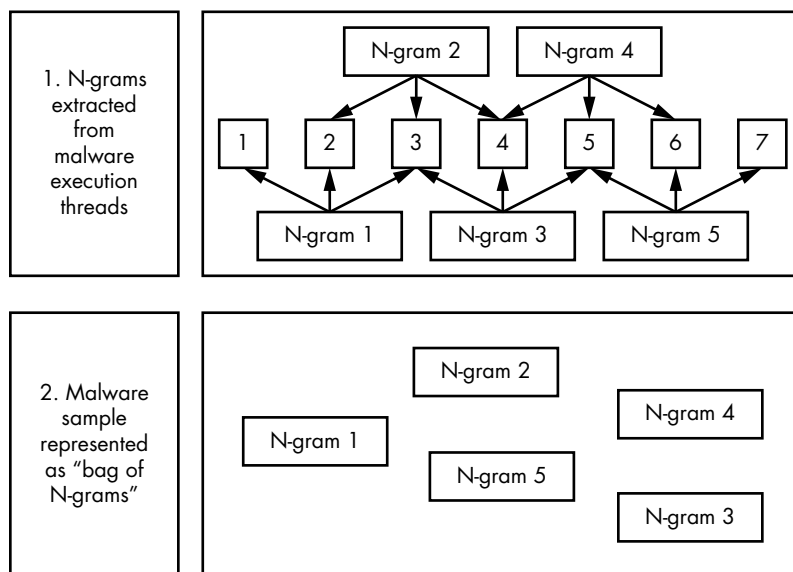 1. N-grams
extracted
from
malware
execution
threads
N-gram 2
N-gram 4
1
2
3
4
5
6
7
N-gram 1
N-gram 3
N-gram 5
2. Malware
sample
represented
as “bag of
N-grams”
N-gram 2
N-gram 4
N-gram 1
N-gram 5
N-gram 3